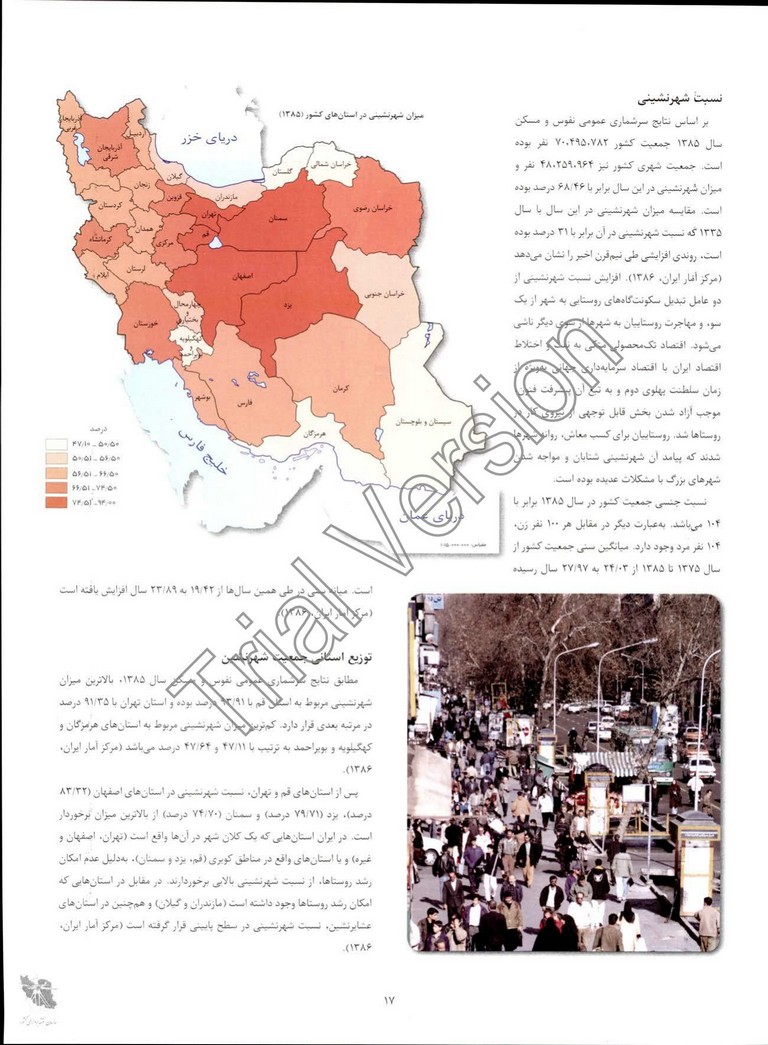 نسبت شهرنشینی
بر اساس نتایج سرشماری عمومی نفوس و مسکن
سال ۱۳۸۵ جمعیت کشور ۷۰،۴۹۵،۷۸۲ نفر بوده
است. جمعیت شهری کشور نیز ۴۸،۲۵۹،۹۶۴ نفر و
میزان شهرنشینی در این سال برابر با ۶۸/۴۶ درصد بوده
است. مقایسه میزان شهرنشینی در این سال با سال
۱۳۳۵ که نسبت شهرنشینی در آن برابر با ۳۱ درصد بوده
است، روندی افزایشی طی نیم‌قرن اخیر را نشان می‌دهد
(مرکز آمار ایران، ۱۳۸۶). افزایش نسبت شهرنشینی از
دو عامل تبدیل سکونت‌گاه‌های روستایی به شهر از یک
سو، و مهاجرت روستاییان به شهرها از سوی دیگر ناشی
می‌شود. اقتصاد تک‌محصولی متکی به نفت و اختلاط
اقتصاد ایران با اقتصاد سرمایه‌داری جهانی به‌ویژه از
زمان سلطنت پهلوی دوم و به تبع آن پیشرفت فنون،
موجب آزاد شدن بخش قابل توجهی از نیروی کار در
روستاها شد. روستاییان برای کسب معاش، روانه شهرها
شدند که پیامد آن شهرنشینی شتابان و مواجه شدن
شهرهای بزرگ با مشکلات عدیده بوده است.
نسبت جنسی جمعیت کشور در سال ۱۳۸۵ برابر با
۱۰۴ می‌باشد. به‌عبارت دیگر در مقابل هر ۱۰۰ نفر زن،
۱۰۴ نفر مرد وجود دارد. میانگین سنی جمعیت کشور از
سال ۱۳۷۵ تا ۱۳۸۵ از ۲۴/۰۳ به ۲۷/۹۷ سال رسیده
میزان شهرنشینی در استان‌های کشور (۱۳۸۵)
دریای خزر
آذربایجان غربی
آذربایجان شرقی
اردبیل
گیلان
زنجان
کردستان
قزوین
مازندران
گلستان
خراسان شمالی
خراسان رضوی
سمنان
تهران
قم
همدان
کرمانشاه
مرکزی
لرستان
ایلام
اصفهان
یزد
خراسان جنوبی
چهارمحال بختیاری
خوزستان
کهگیلویه
بویراحمد
فارس
بوشهر
کرمان
هرمزگان
سیستان و بلوچستان
خلیج فارس
دریای عمان
درصد
۴۷/۱۰ - ۵۰/۵۰
۵۰/۵۱ - ۵۶/۵۰
۵۶/۵۱ - ۶۶/۵۰
۶۶/۵۱ - ۷۴/۵۰
۷۴/۵۱ - ۹۴/۰۰
است. میانه سنی در طی همین سال‌ها از ۱۹/۴۲ به ۲۳/۸۹ سال افزایش یافته است
(مرکز آمار ایران، ۱۳۸۶).
توزیع استانی جمعیت شهرنشین
مطابق نتایج سرشماری عمومی نفوس و مسکن سال ۱۳۸۵، بالاترین میزان
شهرنشینی مربوط به استان قم با ۹۳/۹۱ درصد بوده و استان تهران با ۹۱/۳۵ درصد
در مرتبه بعدی قرار دارد. کم‌ترین میزان شهرنشینی مربوط به استان‌های هرمزگان و
کهگیلویه و بویراحمد به ترتیب با ۴۷/۱۱ و ۴۷/۶۴ درصد می‌باشد (مرکز آمار ایران،
۱۳۸۶).
پس از استان‌های قم و تهران، نسبت شهرنشینی در استان‌های اصفهان (۸۳/۳۲
درصد)، یزد (۷۹/۷۱ درصد) و سمنان (۷۴/۷۰ درصد) از بالاترین میزان برخوردار
است. در ایران استان‌هایی که یک کلان شهر در آن‌ها واقع است (تهران، اصفهان و
غیره) و یا استان‌های واقع در مناطق کویری (قم، یزد و سمنان)، به‌دلیل عدم امکان
رشد روستاها، از نسبت شهرنشینی بالایی برخوردارند. در مقابل در استان‌هایی که
امکان رشد روستاها وجود داشته است (مازندران و گیلان) و هم‌چنین در استان‌های
عشایرنشین، نسبت شهرنشینی در سطح پایینی قرار گرفته است (مرکز آمار ایران،
۱۳۸۶).
۱۷
Trial Version